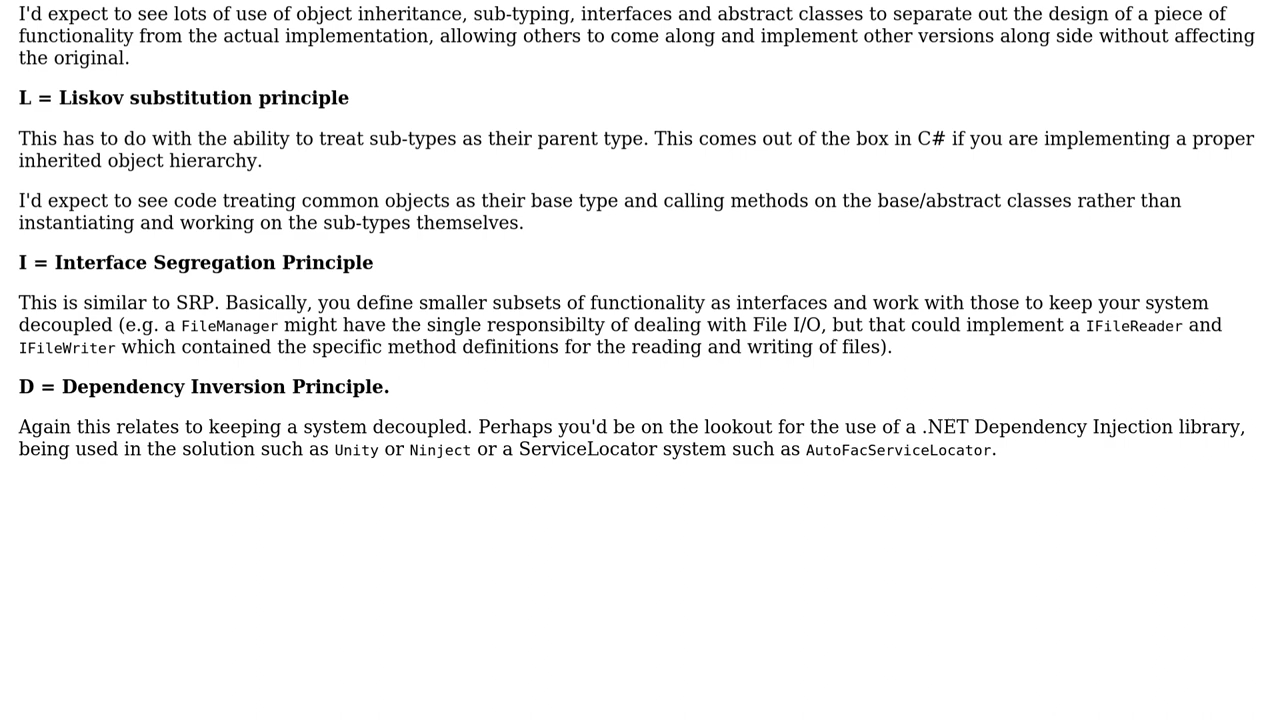 I'd expect to see lots of use of object inheritance, sub-typing, interfaces and abstract classes to separate out the design of a piece of
functionality from the actual implementation, allowing others to come along and implement other versions along side without affecting
the original.
L = Liskov substitution principle
This has to do with the ability to treat sub-types as their parent type. This comes out of the box in C# if you are implementing a proper
inherited object hierarchy.
I'd expect to see code treating common objects as their base type and calling methods on the base/abstract classes rather than
instantiating and working on the sub-types themselves.
I = Interface Segregation Principle
This is similar to SRP. Basically, you define smaller subsets of functionality as interfaces and work with those to keep your system
decoupled (e.g. a FileManager might have the single responsibilty of dealing with File I/O, but that could implement a IFileReader and
IFileWriter which contained the specific method definitions for the reading and writing of files).
D = Dependency Inversion Principle.
Again this relates to keeping a system decoupled. Perhaps you'd be on the lookout for the use of a .NET Dependency Injection library,
being used in the solution such as Unity or Ninject or a ServiceLocator system such as AutoFacServiceLocator.